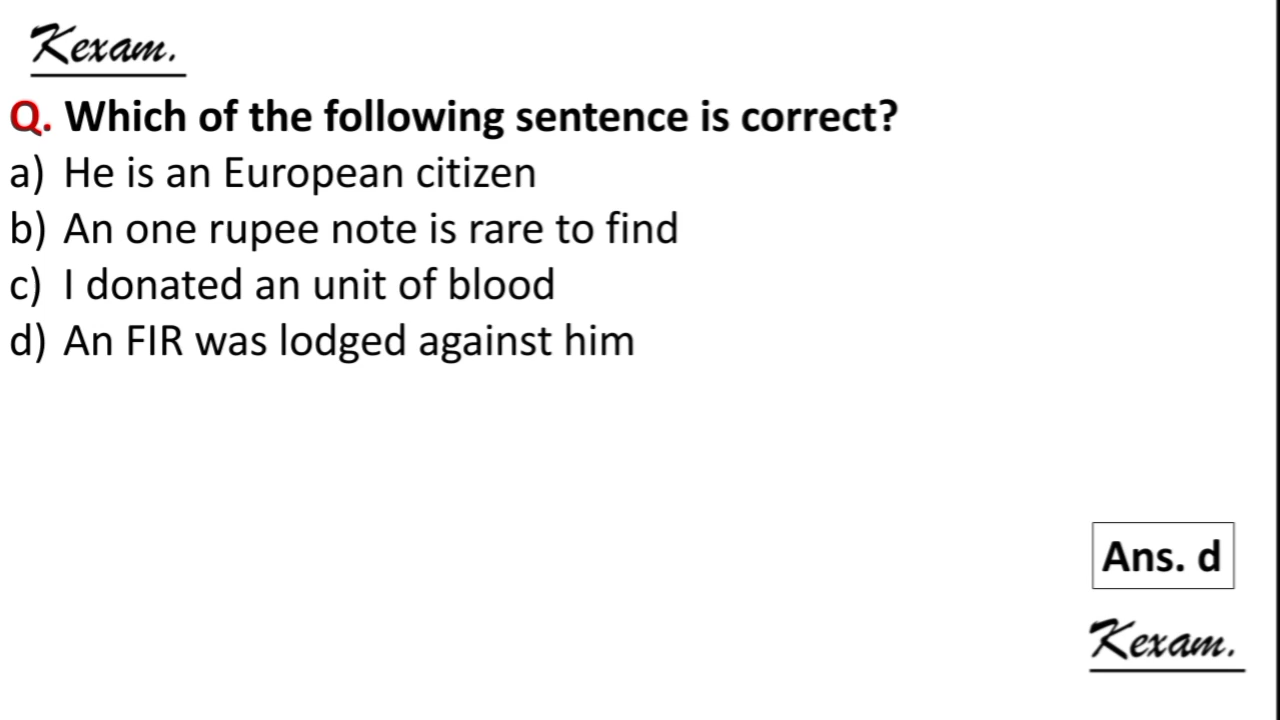 Kexam.
Q. Which of the following sentence is correct?
a) He is an European citizen
b) An one rupee note is rare to find
c) I donated an unit of blood
d) An FIR was lodged against him
Ans. d
Kexam.